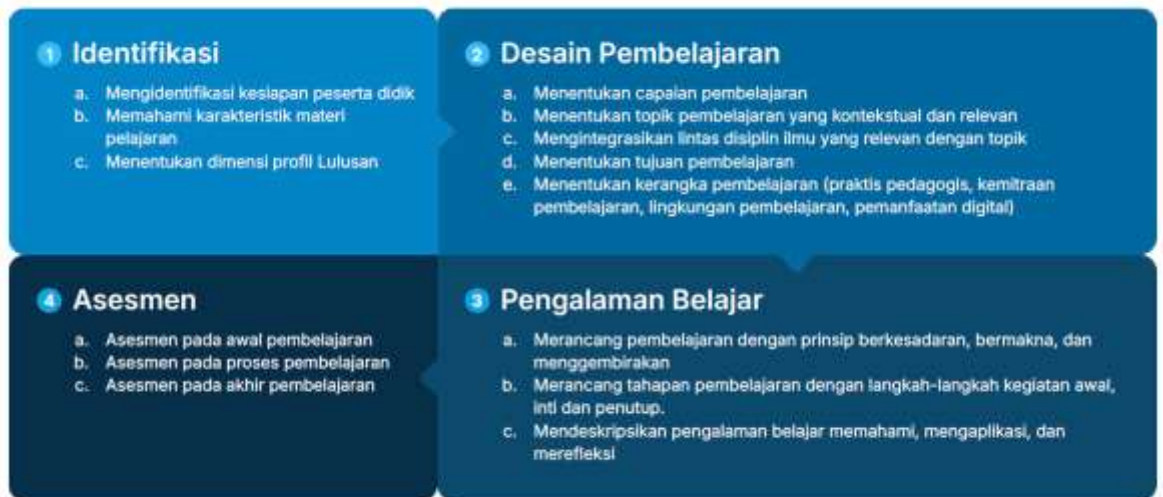 1 Identifikasi
a. Mengidentifikasi kesiapan peserta didik
b. Memahami karakteristik materi
pelajaran
c. Menentukan dimensi profil Lulusan
2 Desain Pembelajaran
a. Menentukan capaian pembelajaran
b. Menentukan topik pembelajaran yang kontekstual dan relevan
c. Mengintegrasikan lintas disiplin ilmu yang relevan dengan topik
d. Menentukan tujuan pembelajaran
e. Menentukan kerangka pembelajaran (praktis pedagogis, kemitraan
pembelajaran, lingkungan pembelajaran, pemanfaatan digital)
3 Pengalaman Belajar
a. Merancang pembelajaran dengan prinsip berkesadaran, bermakna, dan
menggembirakan
b. Merancang tahapan pembelajaran dengan langkah-langkah kegiatan awal,
inti dan penutup.
c. Mendeskripsikan pengalaman belajar memahami, mengaplikasi, dan
merefleksi
4 Asesmen
a. Asesmen pada awal pembelajaran
b. Asesmen pada proses pembelajaran
c. Asesmen pada akhir pembelajaran